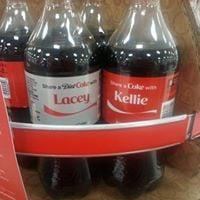 Share a Diet Coke with
Lacey
Share a Coke with
Kellie